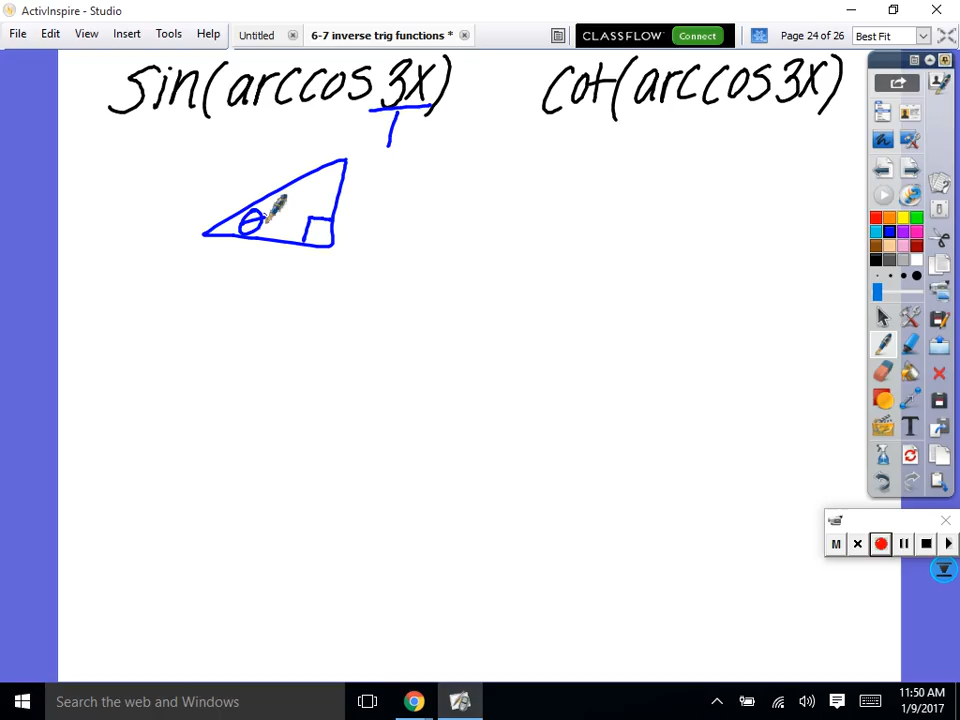 ActivInspire - Studio
File Edit View Insert Tools Help Untitled 6-7 inverse trig functions * CLASSFLOW Connect Page 24 of 26 Best Fit
sin(arccos 3x) cot(arccos 3x)
1
θ
T
M
Search the web and Windows
11:50 AM
1/9/2017